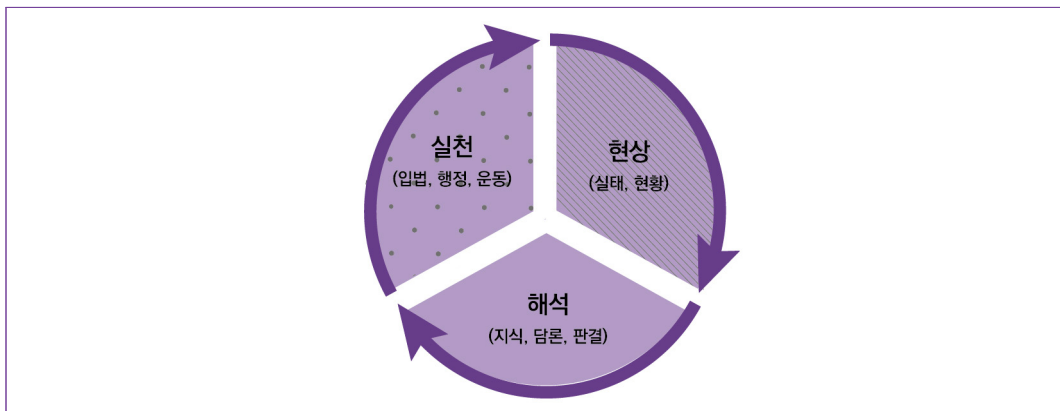 실천
(입법, 행정, 운동)
현상
(실태, 현황)
해석
(지식, 담론, 판결)